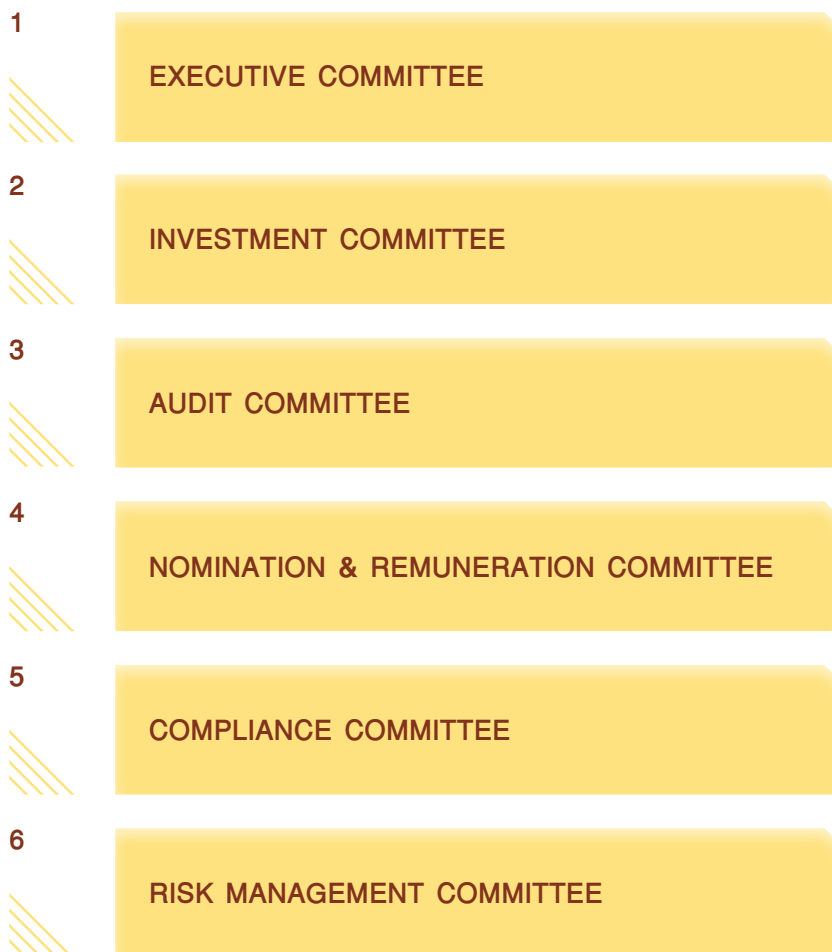 1
EXECUTIVE COMMITTEE
2
INVESTMENT COMMITTEE
3
AUDIT COMMITTEE
4
NOMINATION & REMUNERATION COMMITTEE
5
COMPLIANCE COMMITTEE
6
RISK MANAGEMENT COMMITTEE